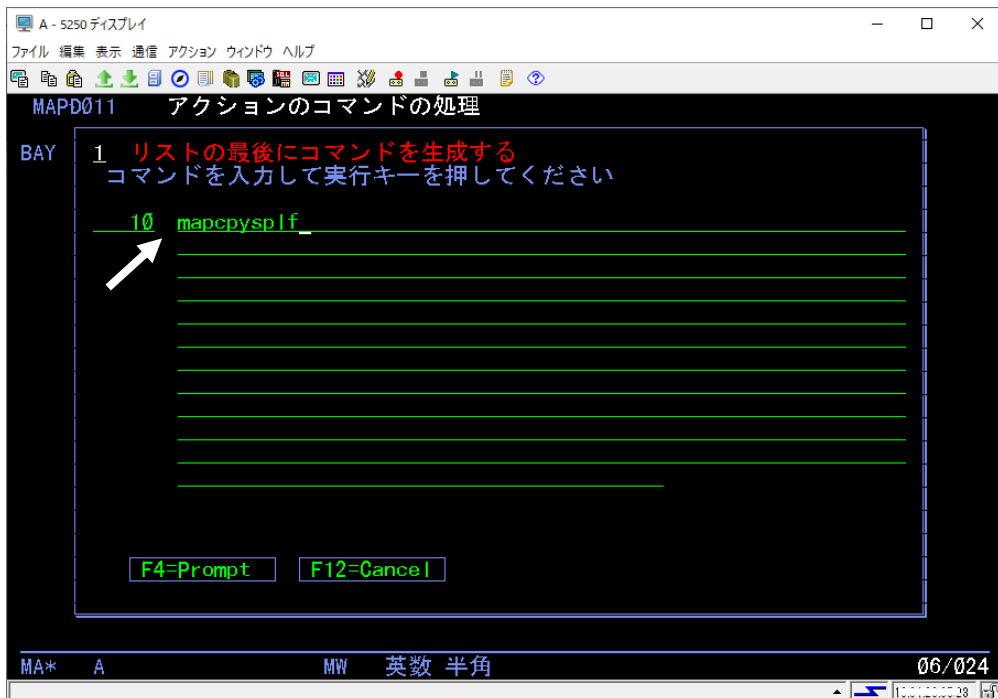 A - 5250 ディスプレイ
ファイル 編集 表示 通信 アクション ウィンドウ ヘルプ
MAPD011 アクションのコマンドの処理
BAY 1 リストの最後にコマンドを生成する
コマンドを入力して実行キーを押してください
10 mapcpysplf
F4=Prompt F12=Cancel
MA* A MW 英数 半角 06/024